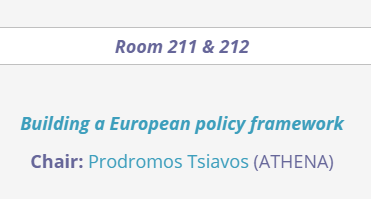 Room 211 & 212
Building a European policy framework
Chair: Prodromos Tsiavos (ATHENA)